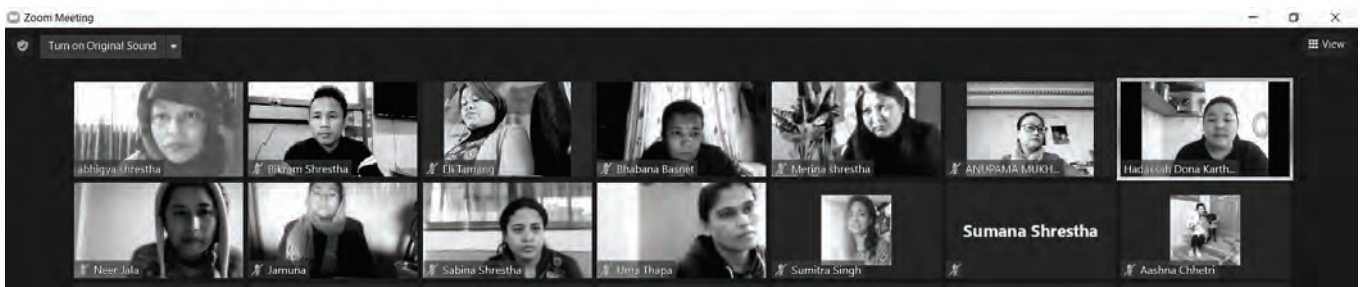 Zoom Meeting
Turn on Original Sound
View
abhigya shrestha
Bikram Shrestha
Eli Tamang
Bhabana Basnet
Merina shrestha
ANUPAMA MUKH...
Hadassah Dona Karth...
Neer Jala
Jamuna
Sabina Shrestha
Uma Thapa
Sumitra Singh
Sumana Shrestha
Aashna Chhetri